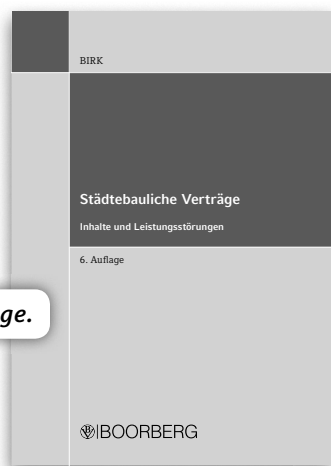 BIRK
Städtebauliche Verträge
Inhalte und Leistungsstörungen
6. Auflage
ge.
BOORBERG